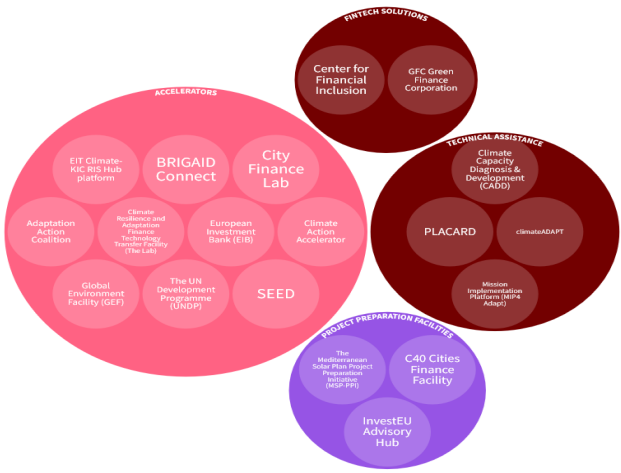 FINTECH SOLUTIONS
Center for
Financial
Inclusion
GFC Green
Finance
Corporation
ACCELERATORS
EIT Climate-
KIC RIS Hub
platform
BRIGAID
Connect
City
Finance
Lab
Adaptation
Action
Coalition
Climate
Resilience and
Adaptation
Finance
Technology
Transfer Facility
(The Lab)
European
Investment
Bank (EIB)
Climate
Action
Accelerator
Global
Environment
Facility (GEF)
The UN
Development
Programme
(UNDP)
SEED
TECHNICAL ASSISTANCE
Climate
Capacity
Diagnosis &
Development
(CADD)
PLACARD
climateADAPT
Mission
Implementation
Platform (MIP4
Adapt)
PROJECT PREPARATION FACILITIES
The
Mediterranean
Solar Plan Project
Preparation
Initiative
(MSP-PPI)
C40 Cities
Finance
Facility
InvestEU
Advisory
Hub